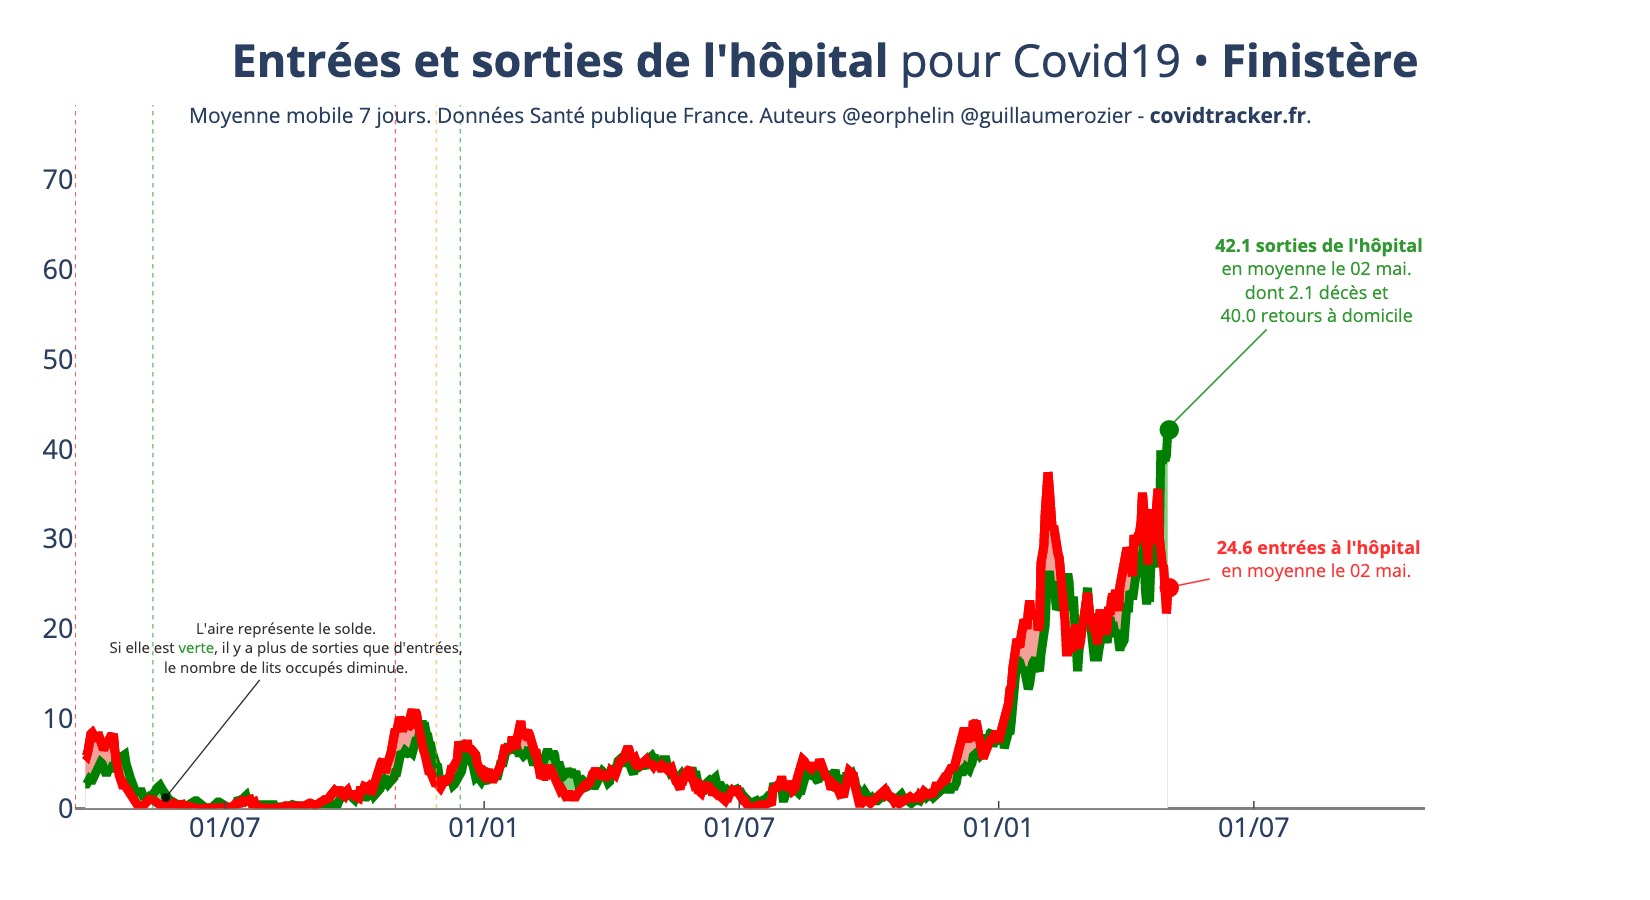 Entrées et sorties de l'hôpital pour Covid19 • Finistère
Moyenne mobile 7 jours. Données Santé publique France. Auteurs @eorphelin @guillaumerozier - covidtracker.fr.
70
60
50
40
30
20
10
0
42.1 sorties de l'hôpital
en moyenne le 02 mai.
dont 2.1 décès et
40.0 retours à domicile
24.6 entrées à l'hôpital
en moyenne le 02 mai.
L'aire représente le solde.
Si elle est verte, il y a plus de sorties que d'entrées,
le nombre de lits occupés diminue.
01/07
01/01
01/07
01/01
01/07